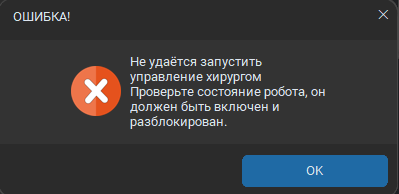 ОШИБКА!
Не удаётся запустить
управление хирургом
Проверьте состояние робота, он
должен быть включен и
разблокирован.
OK